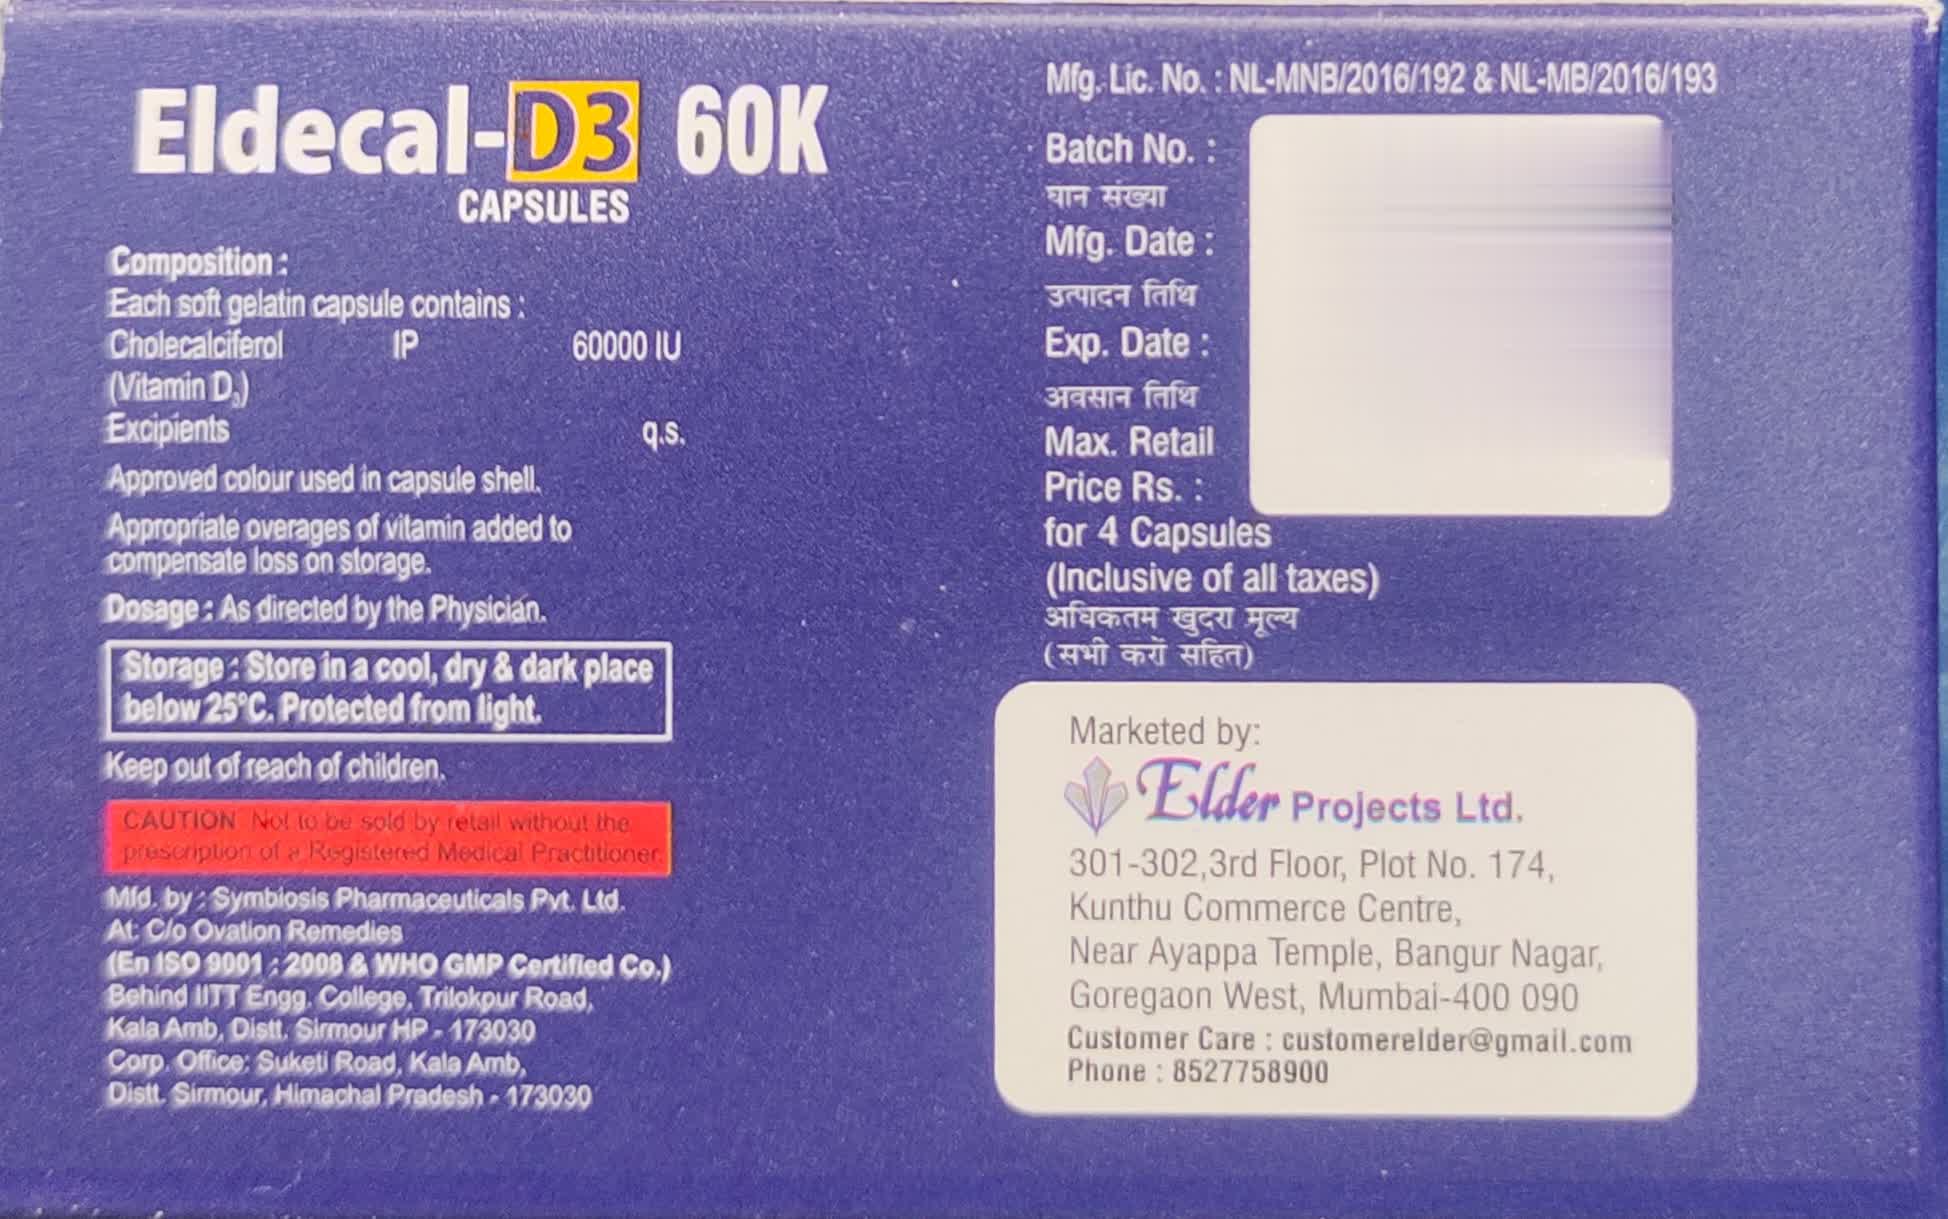 Eldecal-D3 60K
CAPSULES
Composition :
Each soft gelatin capsule contains :
Cholecalciferol IP 60000 IU
(Vitamin D₃)
Excipients q.s.
Approved colour used in capsule shell.
Appropriate overages of vitamin added to
compensate loss on storage.
Dosage : As directed by the Physician.
Storage : Store in a cool, dry & dark place
below 25°C. Protected from light.
Keep out of reach of children.
CAUTION Not to be sold by retail without the
prescription of a Registered Medical Practitioner.
Mfd. by : Symbiosis Pharmaceuticals Pvt. Ltd.
At: C/o Ovation Remedies
(En ISO 9001 : 2008 & WHO GMP Certified Co.)
Behind IITT Engg. College, Trilokpur Road,
Kala Amb, Distt. Sirmour HP - 173030
Corp. Office: Suketi Road, Kala Amb,
Distt. Sirmour, Himachal Pradesh - 173030
Mfg. Lic. No. : NL-MNB/2016/192 & NL-MB/2016/193
Batch No. :
घान संख्या
Mfg. Date :
उत्पादन तिथि
Exp. Date :
अवसान तिथि
Max. Retail
Price Rs. :
for 4 Capsules
(Inclusive of all taxes)
अधिकतम खुदरा मूल्य
(सभी करों सहित)
Marketed by:
Elder Projects Ltd.
301-302,3rd Floor, Plot No. 174,
Kunthu Commerce Centre,
Near Ayappa Temple, Bangur Nagar,
Goregaon West, Mumbai-400 090
Customer Care : customerelder@gmail.com
Phone : 8527758900